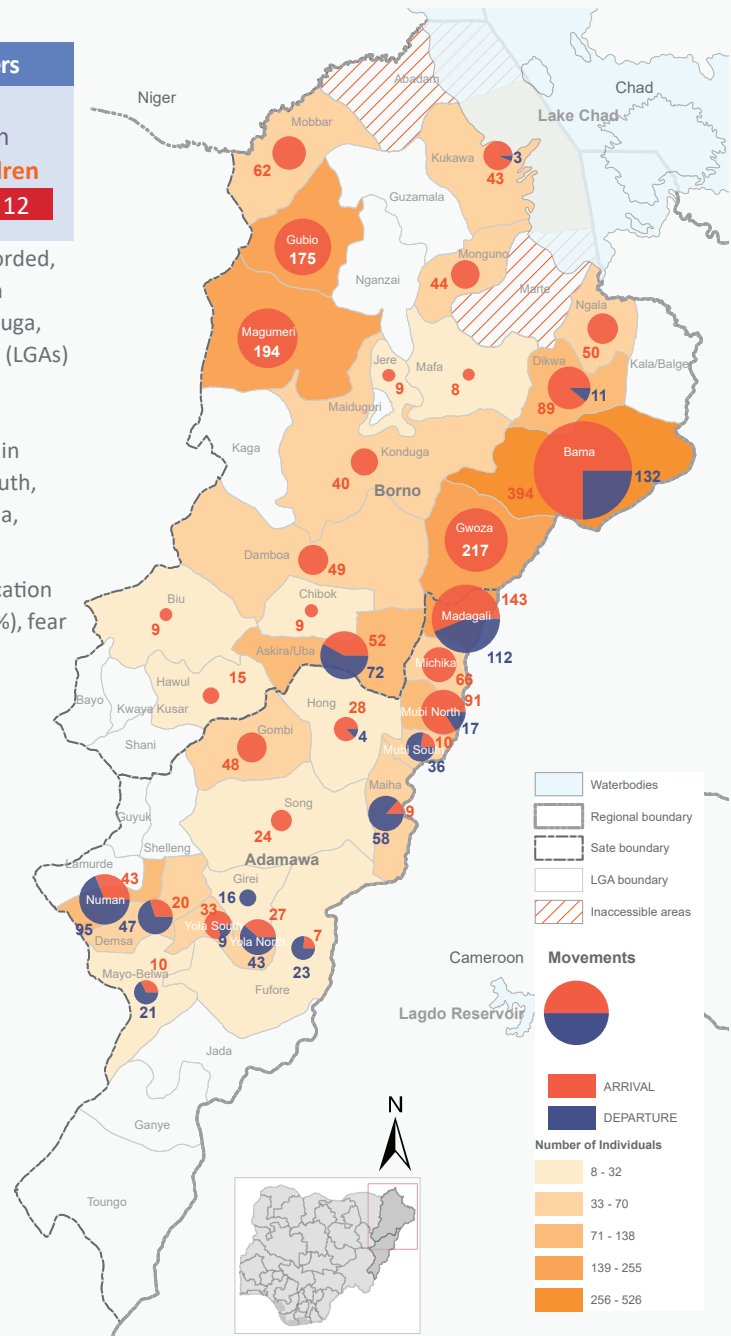 ers
n
dren
12
orded,
n
uga,
(LGAs)
in
outh,
a,
cation
%), fear
Niger
Chad
Lake Chad
Abadam
Mobbar
62
Kukawa
3
43
Guzamala
Gubio
175
Monguno
44
Nganzai
Marte
Ngala
50
Magumeri
194
Jere
9
Mafa
8
Dikwa
11
89
Kala/Balge
Maiduguri
Kaga
Konduga
40
Borno
Bama
394
132
Gwoza
217
Damboa
49
Biu
9
Chibok
9
Madagali
143
112
Askira/Uba
52
72
Michika
66
Hawul
15
Bayo
Kwaya Kusar
Shani
Hong
28
4
Mubi North
91
17
Mubi South
10
36
Gombi
48
Maiha
9
58
Guyuk
Song
24
Shelleng
Adamawa
Lamurde
43
Numan
95
20
47
Demsa
Girei
16
33
Yola South
9
27
Yola North
43
7
23
Mayo-Belwa
10
21
Fufore
Jada
Ganye
Toungo
Cameroon
Lagdo Reservoir
N
Waterbodies
Regional boundary
Sate boundary
LGA boundary
Inaccessible areas
Movements
ARRIVAL
DEPARTURE
Number of Individuals
8 - 32
33 - 70
71 - 138
139 - 255
256 - 526